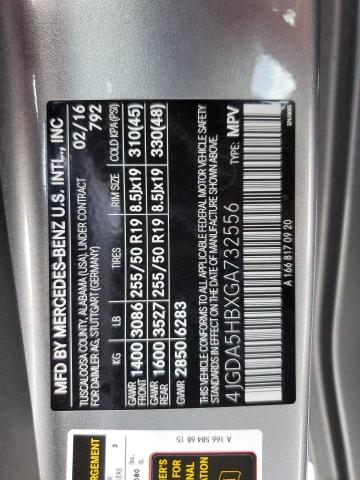 MFD BY MERCEDES-BENZ U.S. INTL., INC
TUSCALOOSA COUNTY, ALABAMA (USA), UNDER CONTRACT 02/16
FOR DAIMLER AG, STUTTGART (GERMANY) 792
KG LB TIRES RIM SIZE COLD KPA(PSI)
GAWR FRONT 1400 3086 255/50 R19 8.5Jx19 310(45)
GAWR REAR 1600 3527 255/50 R19 8.5Jx19 330(48)
GVWR 2850 6283
VEHICLE CONFORMS TO ALL APPLICABLE FEDERAL MOTOR VEHICLE SAFETY
STANDARDS IN EFFECT ON THE DATE OF MANUFACTURE SHOWN ABOVE.
4JGDA5HBXGA732556 TYPE: MPV
A 166 817 09 20
A 166 584 68 15